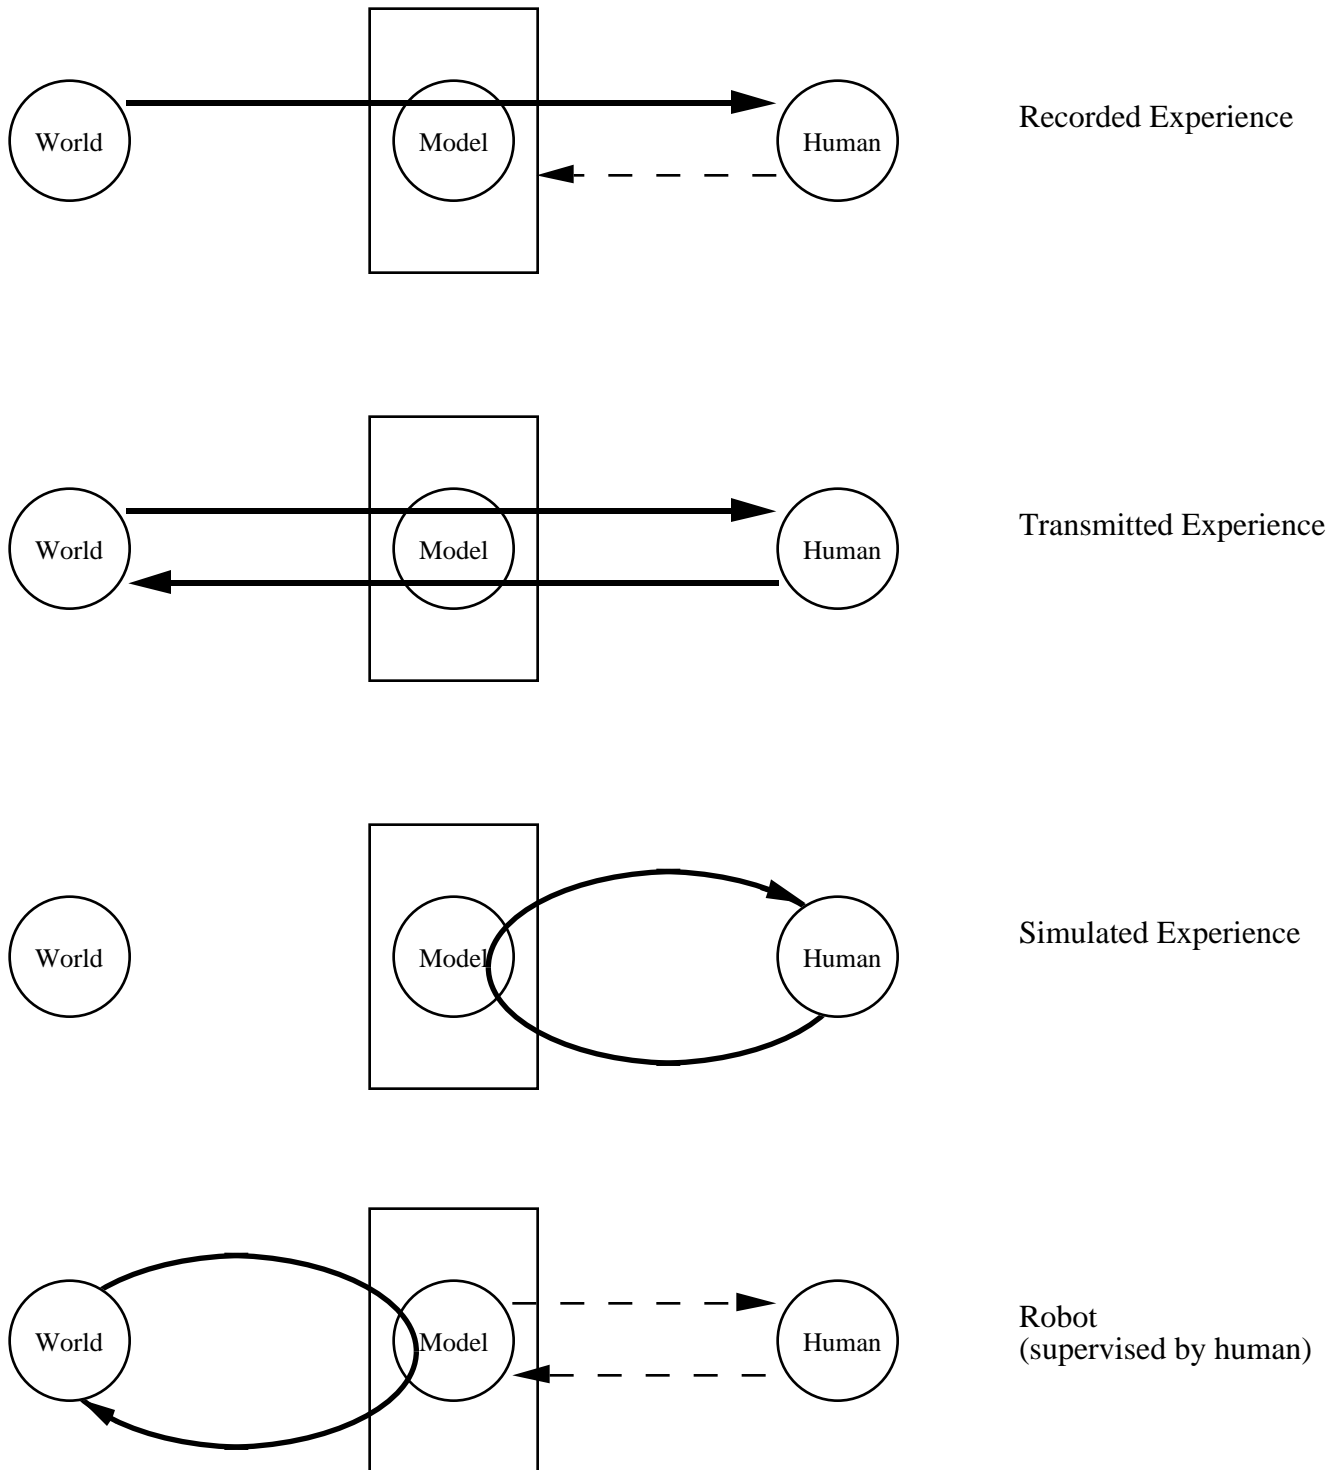 World
Model
Human
Recorded Experience
World
Model
Human
Transmitted Experience
World
Model
Human
Simulated Experience
World
Model
Human
Robot
(supervised by human)